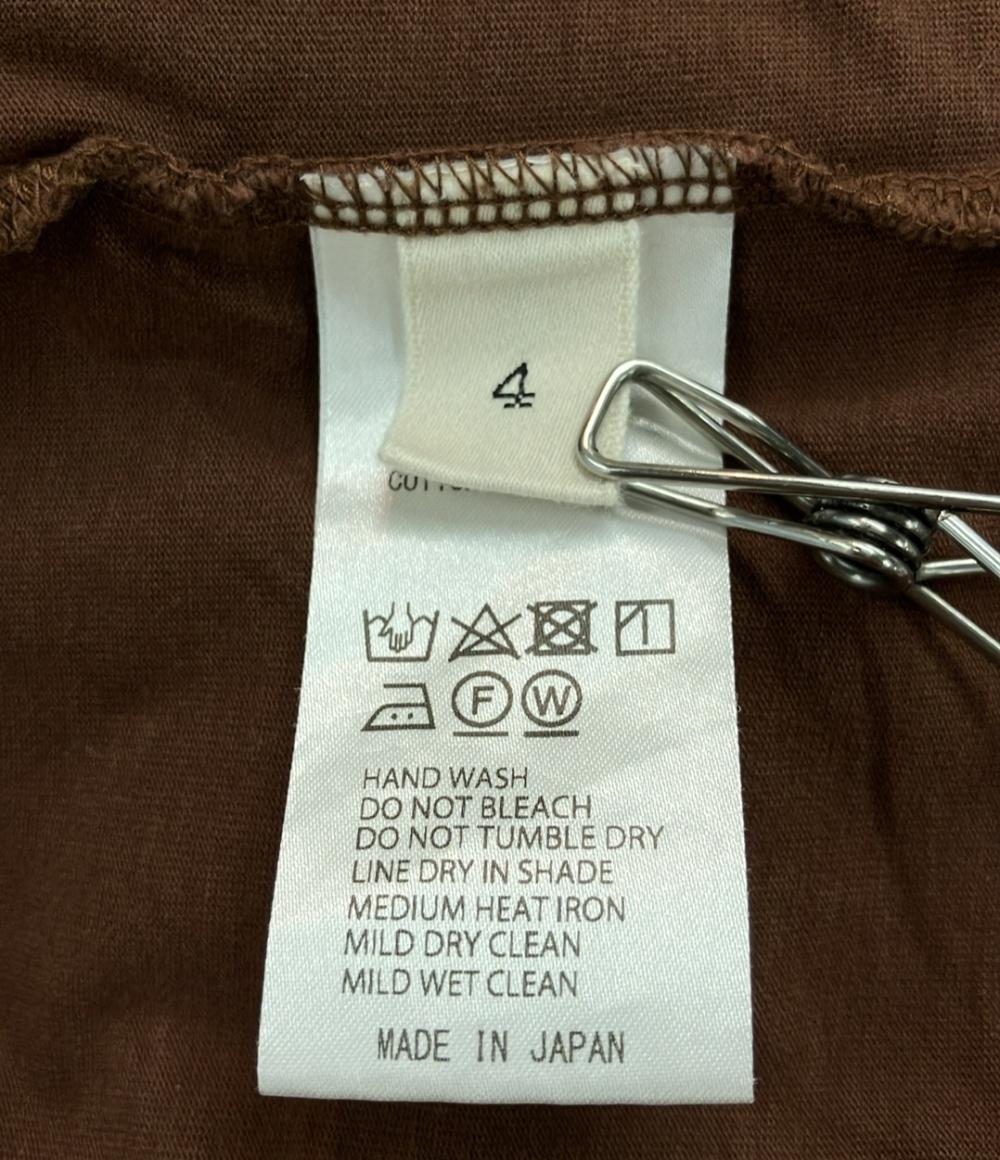 4
F W
HAND WASH
DO NOT BLEACH
DO NOT TUMBLE DRY
LINE DRY IN SHADE
MEDIUM HEAT IRON
MILD DRY CLEAN
MILD WET CLEAN
MADE IN JAPAN